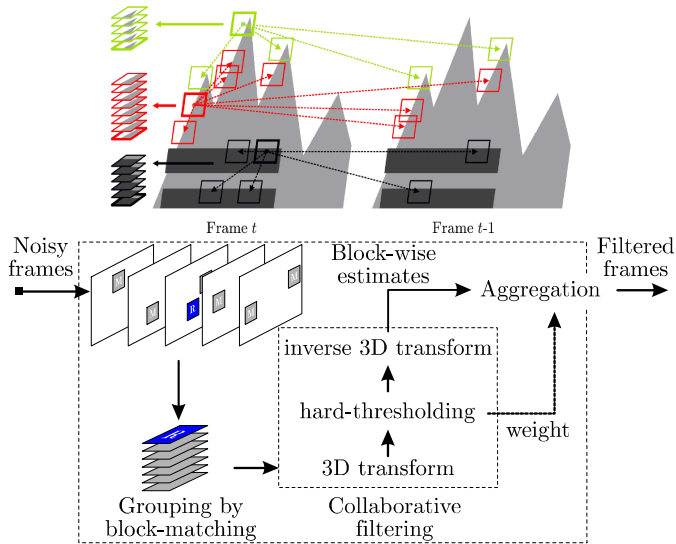 Frame t
Frame t-1
Noisy
frames
Block-wise
estimates
Filtered
frames
Aggregation
M
M
R
M
M
M
inverse 3D transform
hard-thresholding
weight
3D transform
Grouping by
block-matching
Collaborative
filtering